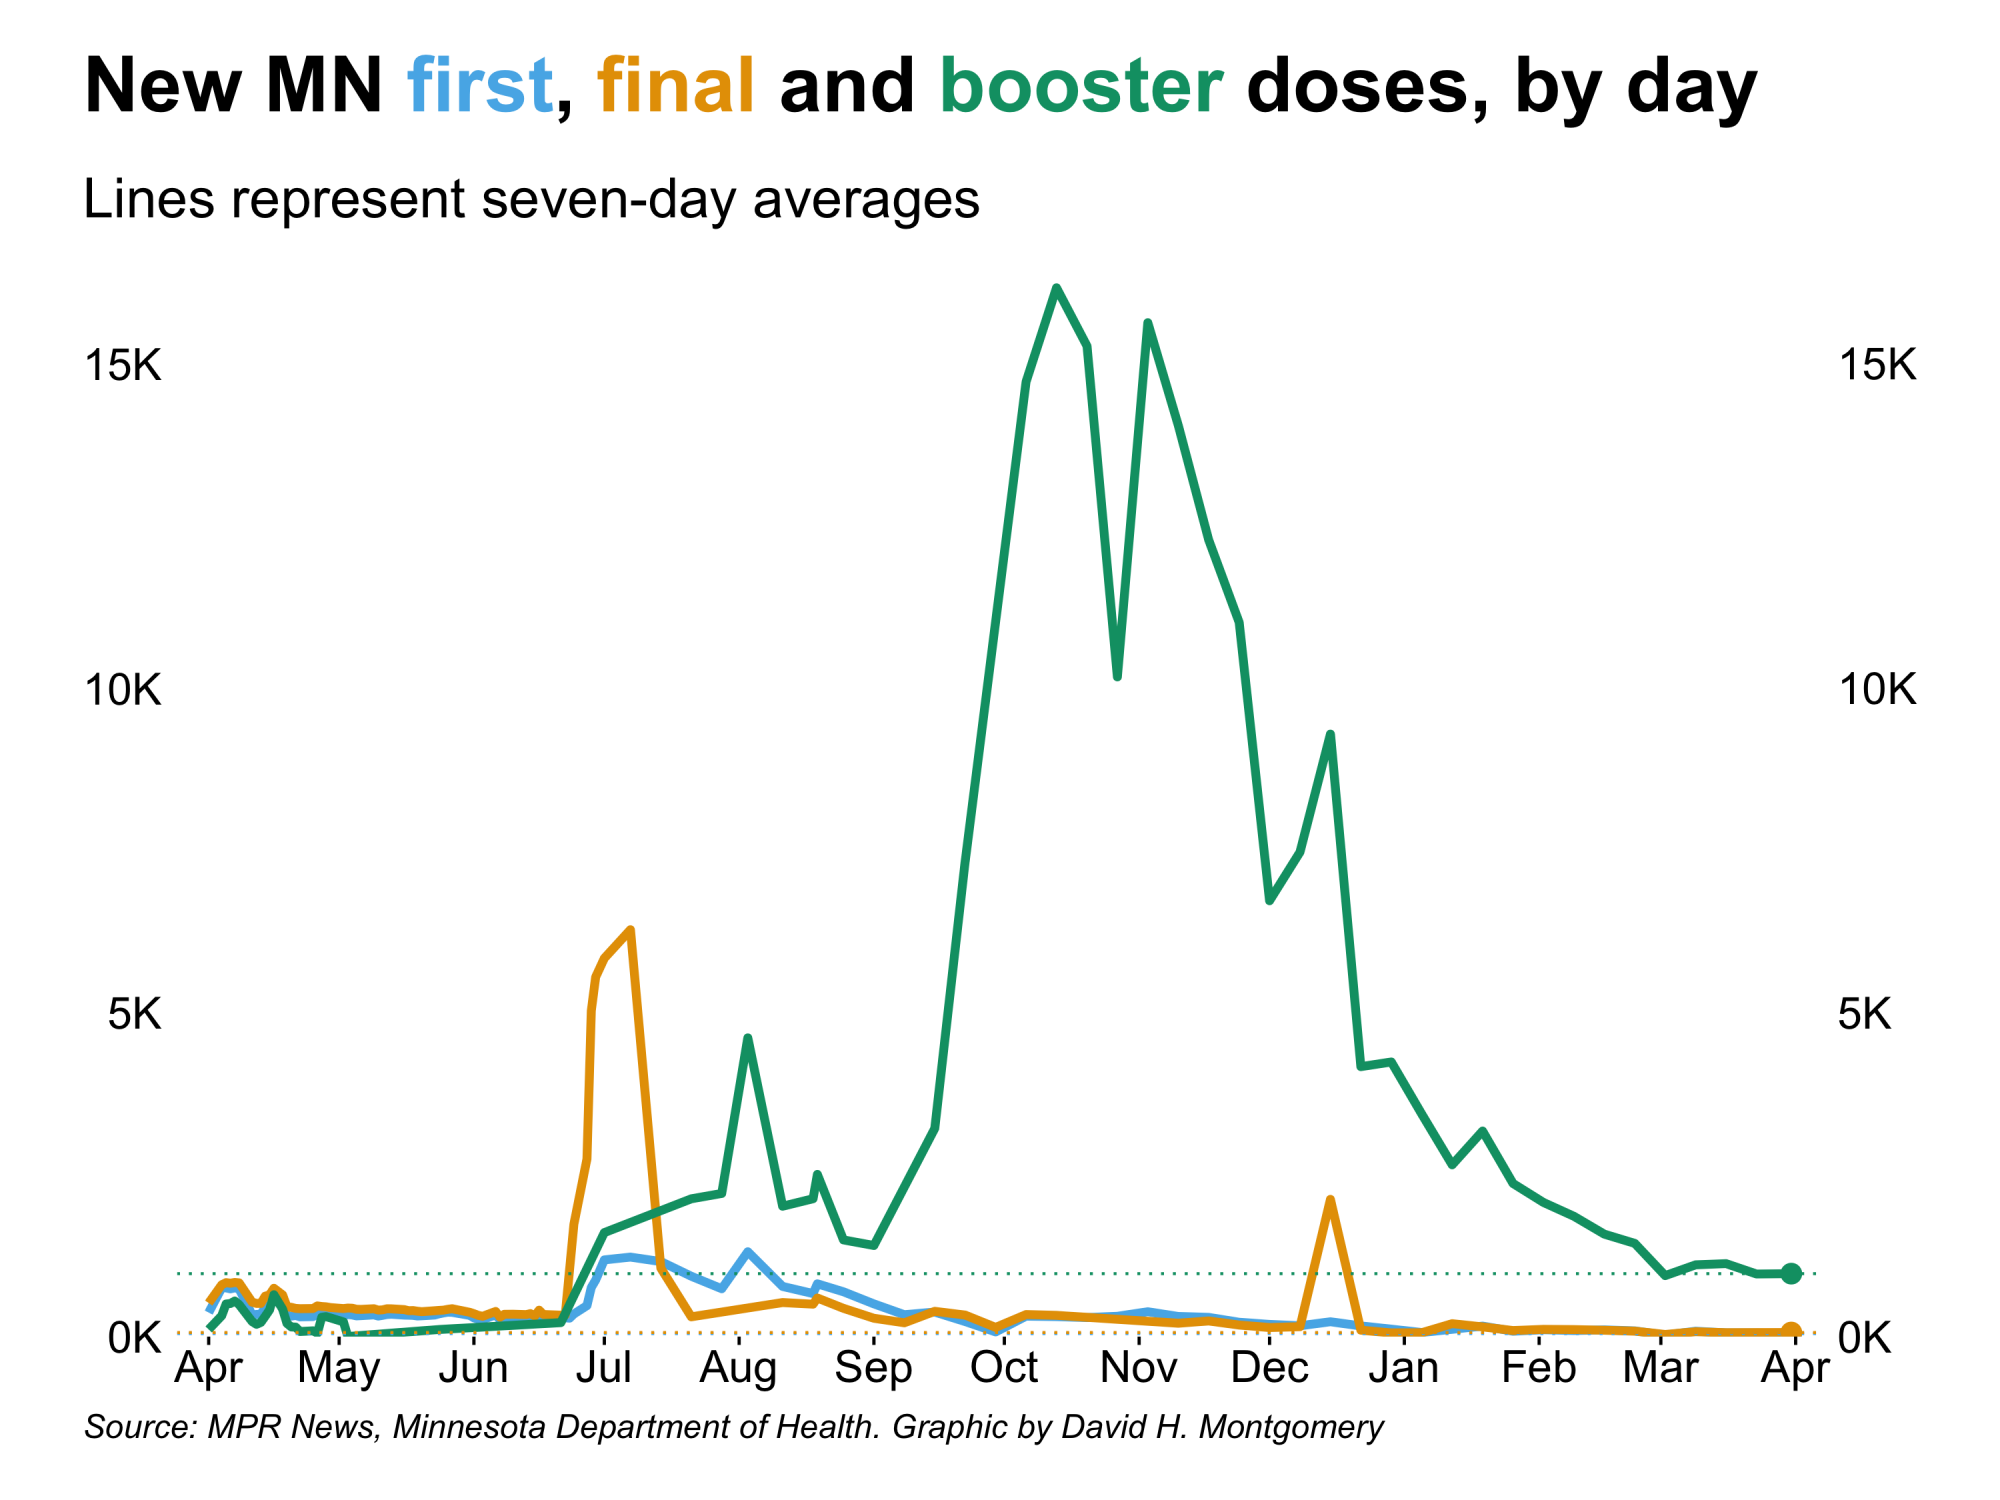 New MN first, final and booster doses, by day
Lines represent seven-day averages
15K 15K
10K 10K
5K 5K
0K 0K
Apr May Jun Jul Aug Sep Oct Nov Dec Jan Feb Mar Apr
Source: MPR News, Minnesota Department of Health. Graphic by David H. Montgomery